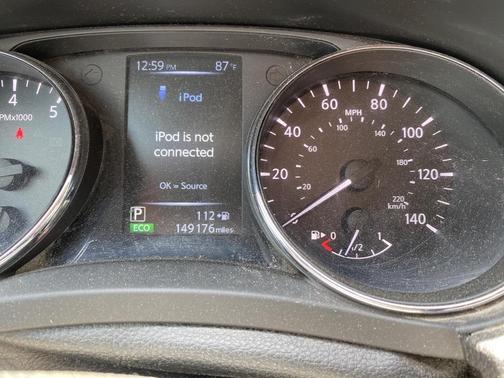 12:59 PM 87°F
iPod
iPod is not
connected
OK = Source
P 112
ECO 149176 miles
4 5
RPMx1000
0 20 40 60 80 100 120 140
MPH
20 60 100 140 180 220
km/h
0 1/2 1